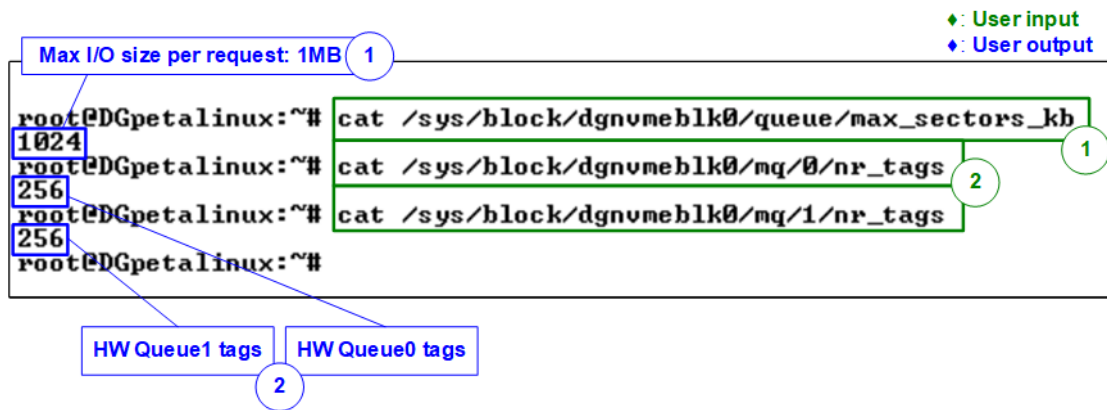 ♦: User input
♦: User output
Max I/O size per request: 1MB 1
root@DGpetalinux:~# cat /sys/block/dgnvmeblk0/queue/max_sectors_kb
1024
1
root@DGpetalinux:~# cat /sys/block/dgnvmeblk0/mq/0/nr_tags
256
2
root@DGpetalinux:~# cat /sys/block/dgnvmeblk0/mq/1/nr_tags
256
root@DGpetalinux:~#
HW Queue1 tags HW Queue0 tags
2